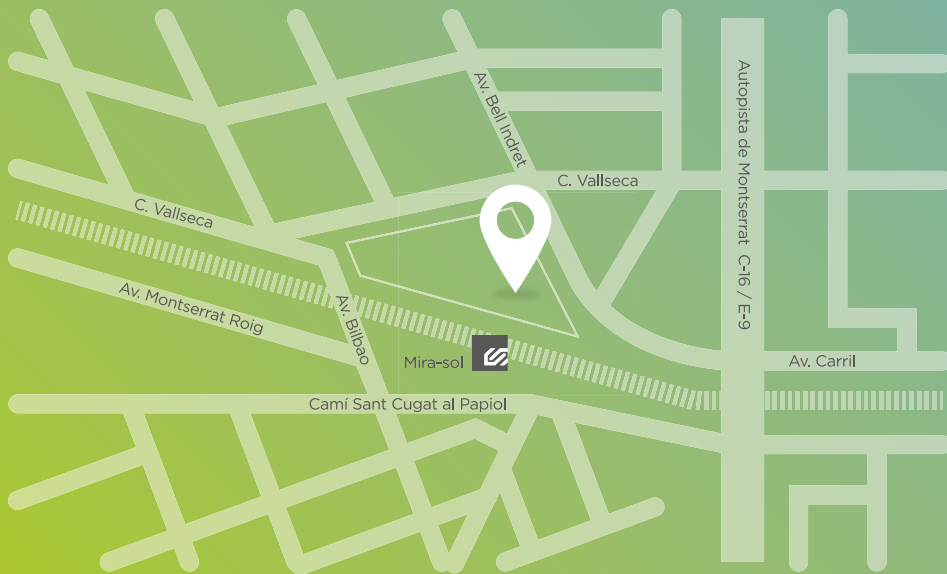 Av. Bell Indret
Autopista de Montserrat C-16 / E-9
C. Vallseca
C. Vallseca
Av. Montserrat Roig
Av. Bilbao
Mira-sol
Av. Carril
Camí Sant Cugat al Papiol